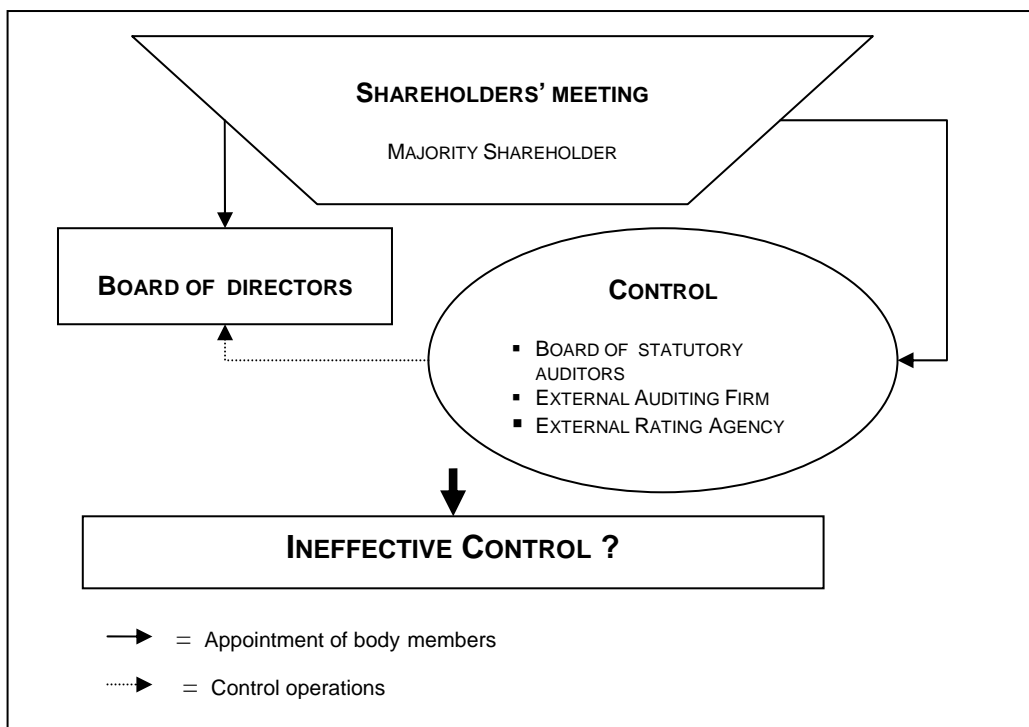 SHAREHOLDERS' MEETING
MAJORITY SHAREHOLDER
BOARD OF DIRECTORS
CONTROL
▪ BOARD OF STATUTORY
AUDITORS
▪ EXTERNAL AUDITING FIRM
▪ EXTERNAL RATING AGENCY
INEFFECTIVE CONTROL ?
= Appointment of body members
= Control operations